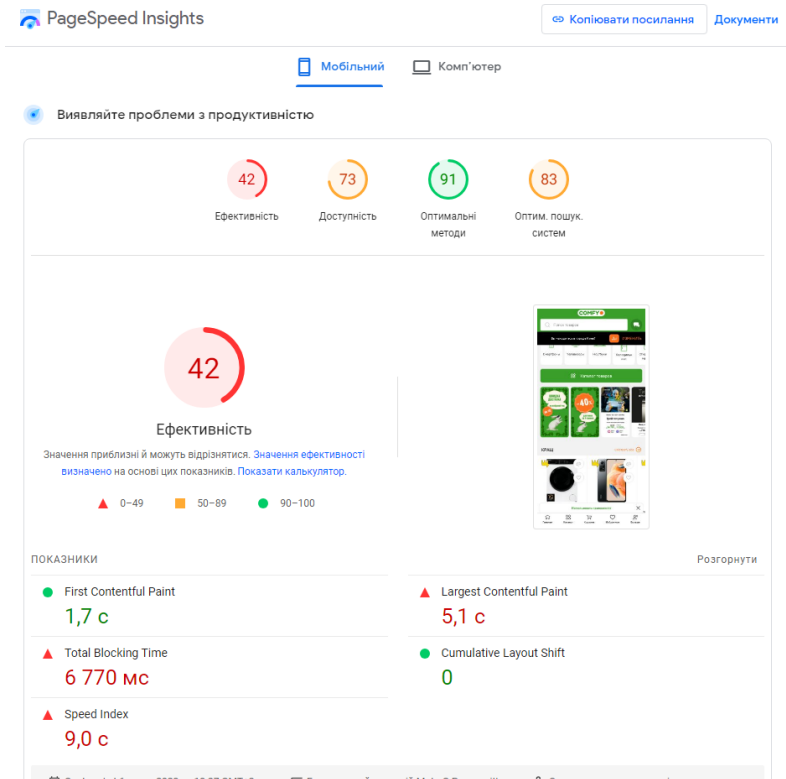 PageSpeed Insights
Копіювати посилання
Документи
Мобільний
Комп'ютер
Виявляйте проблеми з продуктивністю
42
73
91
83
Ефективність
Доступність
Оптимальні
методи
Оптим. пошук.
систем
42
Ефективність
Значення приблизні й можуть відрізнятися. Значення ефективності
визначено на основі цих показників. Показати калькулятор.
0–49
50–89
90–100
COMFY
Каталог товарів
-40
ПОКАЗНИКИ
Розгорнути
First Contentful Paint
1,7 с
Largest Contentful Paint
5,1 с
Total Blocking Time
6 770 мс
Cumulative Layout Shift
0
Speed Index
9,0 с